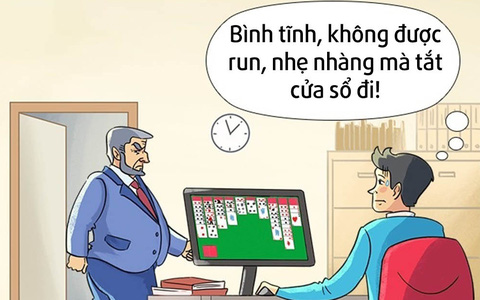 Bình tĩnh, không được
run, nhẹ nhàng mà tắt
cửa sổ đi!